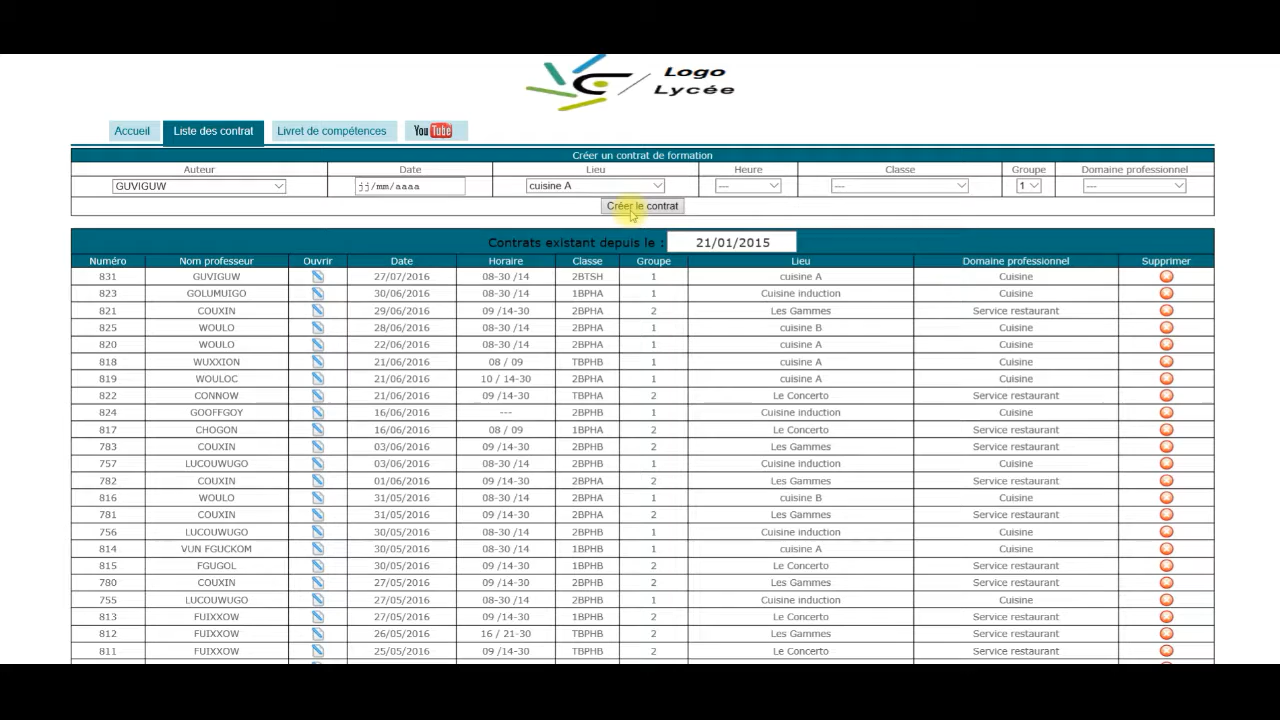 Logo
Lycée
Accueil Liste des contrat Livret de compétences YouTube
Créer un contrat de formation
Auteur Date Lieu Heure Classe Groupe Domaine professionnel
GUVIGUW jj/mm/aaaa cuisine A --- --- 1 ---
Créer le contrat
Contrats existant depuis le : 21/01/2015
Numéro Nom professeur Ouvrir Date Horaire Classe Groupe Lieu Domaine professionnel Supprimer
831 GUVIGUW 27/07/2016 08-30 /14 2BTSH 1 cuisine A Cuisine
823 GOLUMUIGO 30/06/2016 08-30 /14 1BPHA 1 Cuisine induction Cuisine
821 COUXIN 29/06/2016 09 /14-30 2BPHA 2 Les Gammes Service restaurant
825 WOULO 28/06/2016 08-30 /14 2BPHA 1 cuisine B Cuisine
820 WOULO 22/06/2016 08-30 /14 2BPHA 1 cuisine A Cuisine
818 WUXXION 21/06/2016 08 / 09 TBPHB 1 cuisine A Cuisine
819 WOULOC 21/06/2016 10 / 14-30 2BPHA 1 cuisine A Cuisine
822 CONNOW 21/06/2016 09 /14-30 TBPHA 2 Le Concerto Service restaurant
824 GOOFFGOY 16/06/2016 --- 2BPHB 1 Cuisine induction Cuisine
817 CHOGON 16/06/2016 08 / 09 1BPHA 2 Le Concerto Service restaurant
783 COUXIN 03/06/2016 09 /14-30 2BPHB 2 Les Gammes Service restaurant
757 LUCOUWUGO 03/06/2016 08-30 /14 2BPHB 1 Cuisine induction Cuisine
782 COUXIN 01/06/2016 09 /14-30 2BPHA 2 Les Gammes Service restaurant
816 WOULO 31/05/2016 08-30 /14 2BPHA 1 cuisine B Cuisine
781 COUXIN 31/05/2016 09 /14-30 2BPHA 2 Les Gammes Service restaurant
756 LUCOUWUGO 30/05/2016 08-30 /14 2BPHB 1 Cuisine induction Cuisine
814 VUN FGUCKOM 30/05/2016 08-30 /14 1BPHB 1 cuisine A Cuisine
815 FGUGOL 30/05/2016 09 /14-30 1BPHB 2 Le Concerto Service restaurant
780 COUXIN 27/05/2016 09 /14-30 2BPHB 2 Les Gammes Service restaurant
755 LUCOUWUGO 27/05/2016 08-30 /14 2BPHB 1 Cuisine induction Cuisine
813 FUIXXOW 27/05/2016 09 /14-30 1BPHB 2 Le Concerto Service restaurant
812 FUIXXOW 26/05/2016 16 / 21-30 TBPHB 2 Les Gammes Service restaurant
811 FUIXXOW 25/05/2016 09 /14-30 TBPHB 2 Le Concerto Service restaurant